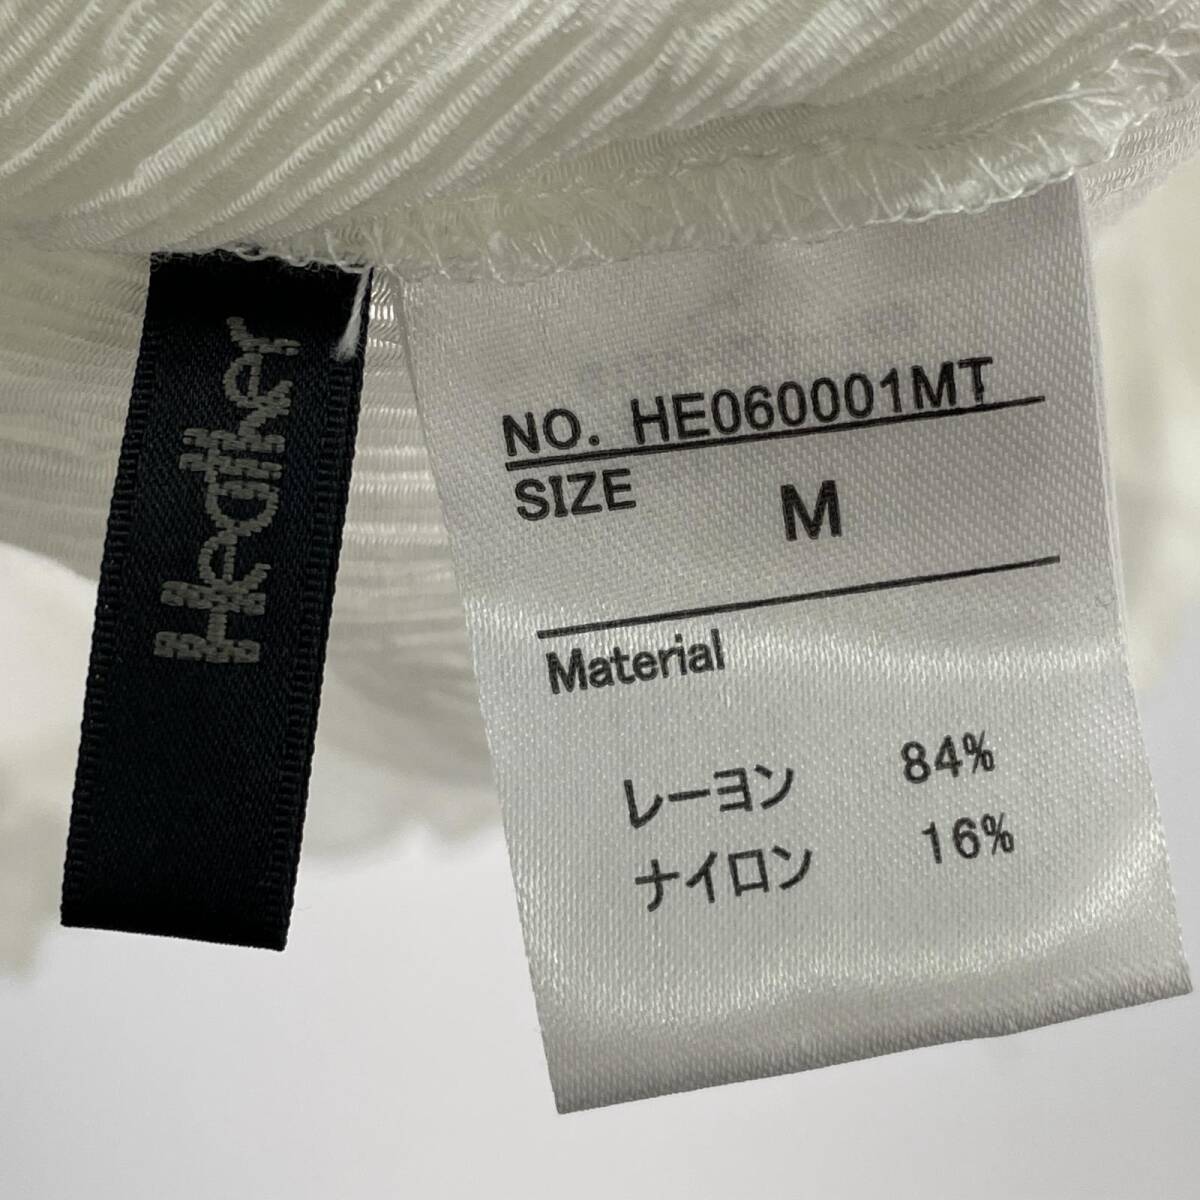 Heather
NO. HE060001MT
SIZE
M
Material
レーヨン 84%
ナイロン 16%